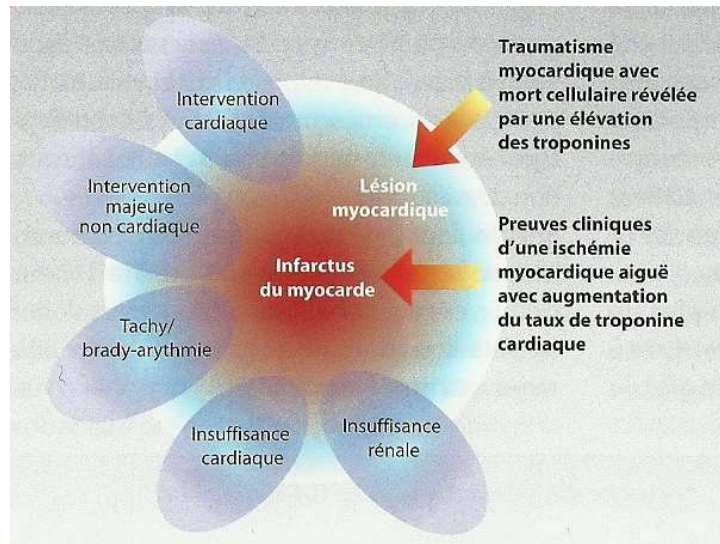 Intervention
cardiaque
Intervention
majeure
non cardiaque
Tachy/
brady-arythmie
Insuffisance
cardiaque
Insuffisance
rénale
Lésion
myocardique
Infarctus
du myocarde
Traumatisme
myocardique avec
mort cellulaire révélée
par une élévation
des troponines
Preuves cliniques
d'une ischémie
myocardique aiguë
avec augmentation
du taux de troponine
cardiaque